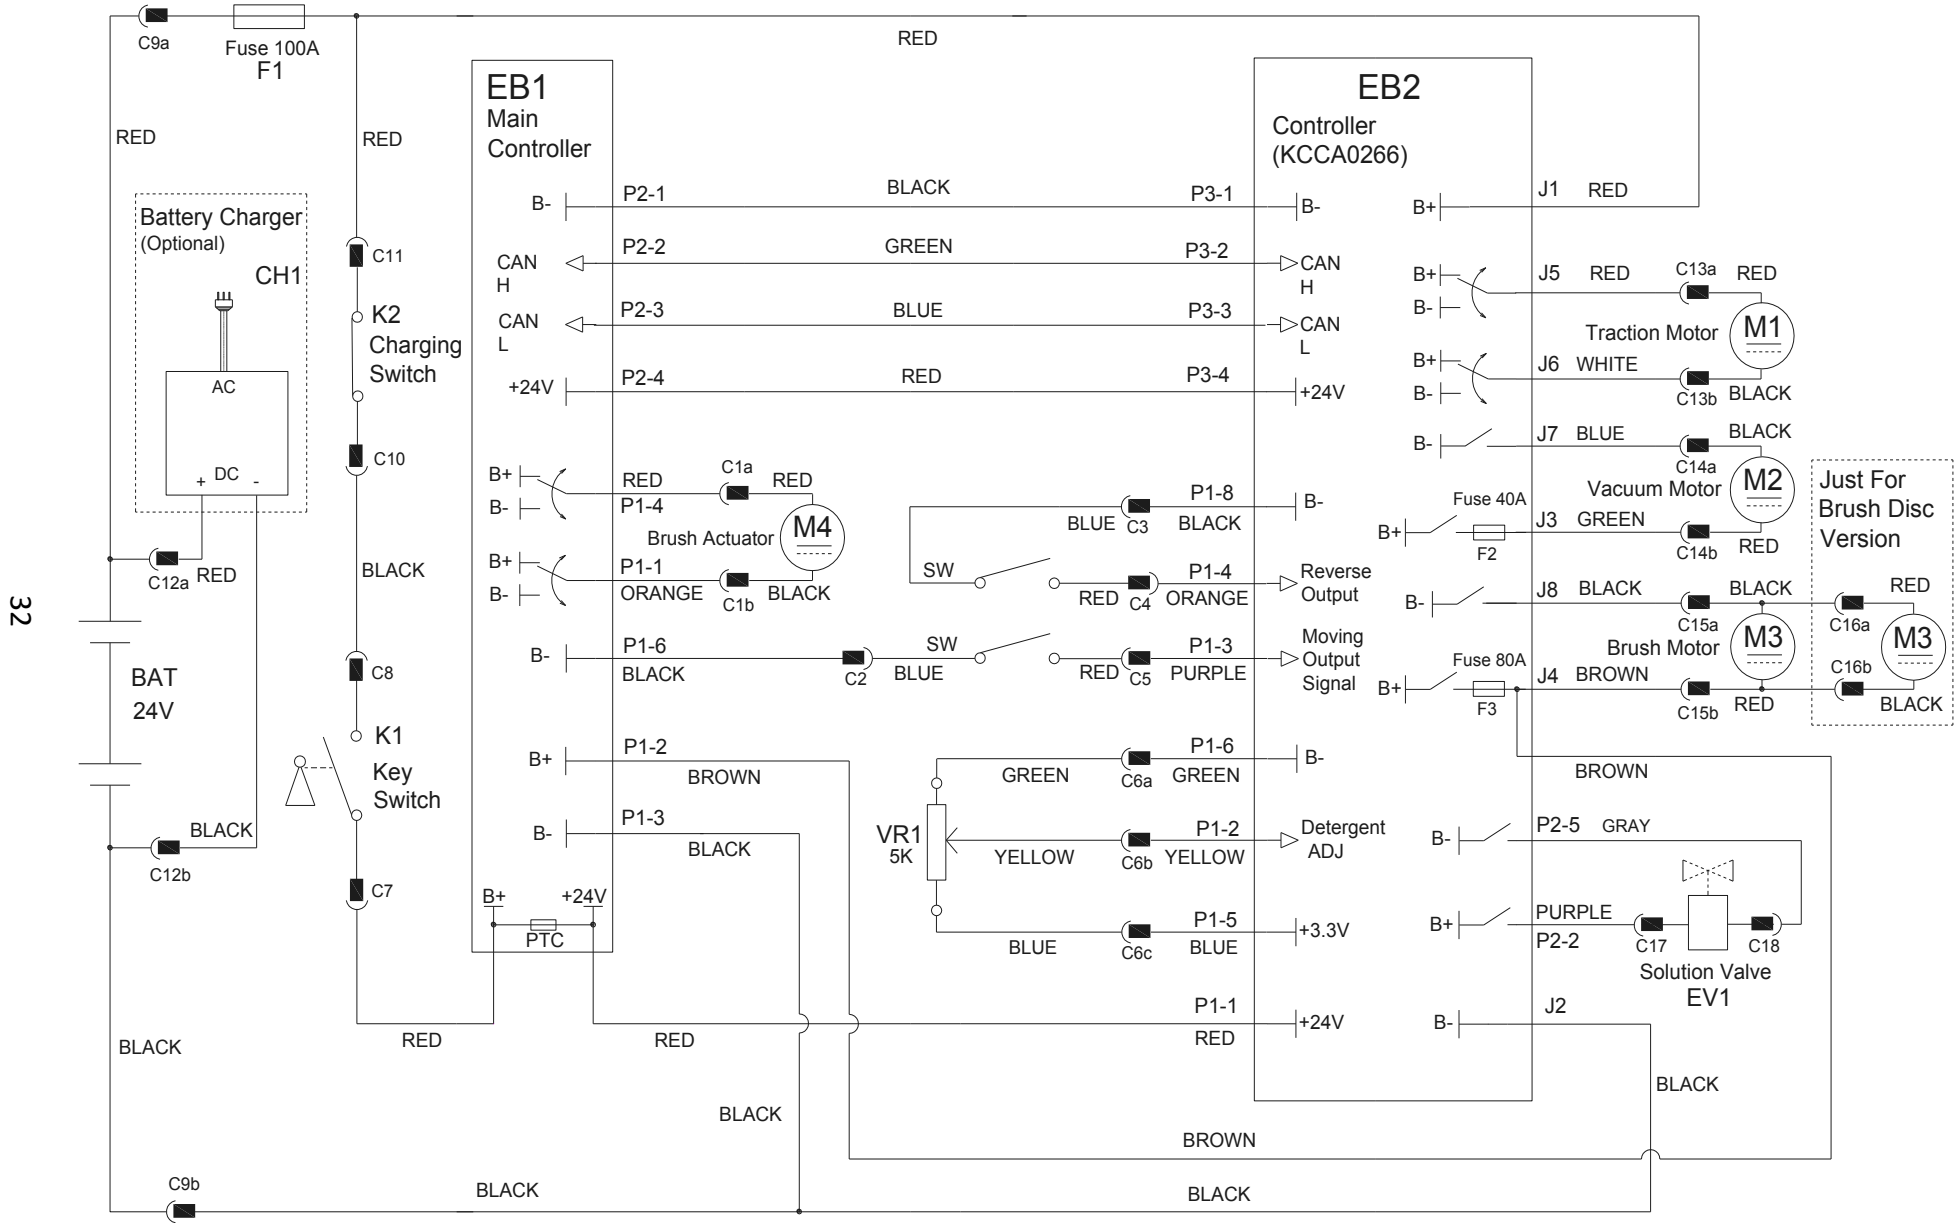 C9a
Fuse 100A
F1
RED
RED
RED
Battery Charger
(Optional)
CH1
AC
+ DC -
C12a
RED
BAT
24V
BLACK
C12b
BLACK
C9b
32
C11
K2
Charging
Switch
C10
BLACK
C8
K1
Key
Switch
C7
RED
EB1
Main
Controller
B-
P2-1
BLACK
P3-1
B-
CAN
H
P2-2
GREEN
P3-2
CAN
H
CAN
L
P2-3
BLUE
P3-3
CAN
L
+24V
P2-4
RED
P3-4
+24V
B+
B-
RED
P1-4
C1a
RED
Brush Actuator
M4
B+
B-
P1-1
ORANGE
C1b
BLACK
B-
P1-6
BLACK
C2
BLUE
SW
RED
C5
P1-3
PURPLE
Moving
Output
Signal
BLUE
C3
P1-8
BLACK
B-
SW
RED
C4
P1-4
ORANGE
Reverse
Output
B+
P1-2
BROWN
B-
P1-3
BLACK
B+
+24V
PTC
RED
VR1
5K
GREEN
C6a
P1-6
GREEN
B-
YELLOW
C6b
P1-2
YELLOW
Detergent
ADJ
BLUE
C6c
P1-5
BLUE
+3.3V
P1-1
RED
+24V
EB2
Controller
(KCCA0266)
B+
J1
RED
B+
B-
J5
RED
C13a
RED
Traction Motor
M1
B+
B-
J6
WHITE
C13b
BLACK
B-
J7
BLUE
C14a
BLACK
Vacuum Motor
M2
B+
Fuse 40A
F2
J3
GREEN
C14b
RED
B-
J8
BLACK
C15a
BLACK
Brush Motor
M3
B+
Fuse 80A
F3
J4
BROWN
C15b
RED
Just For
Brush Disc
Version
C16a
RED
M3
C16b
BLACK
BROWN
B-
P2-5
GRAY
B+
PURPLE
P2-2
C17
C18
Solution Valve
EV1
B-
J2
BLACK
BLACK
BROWN
BLACK
BLACK